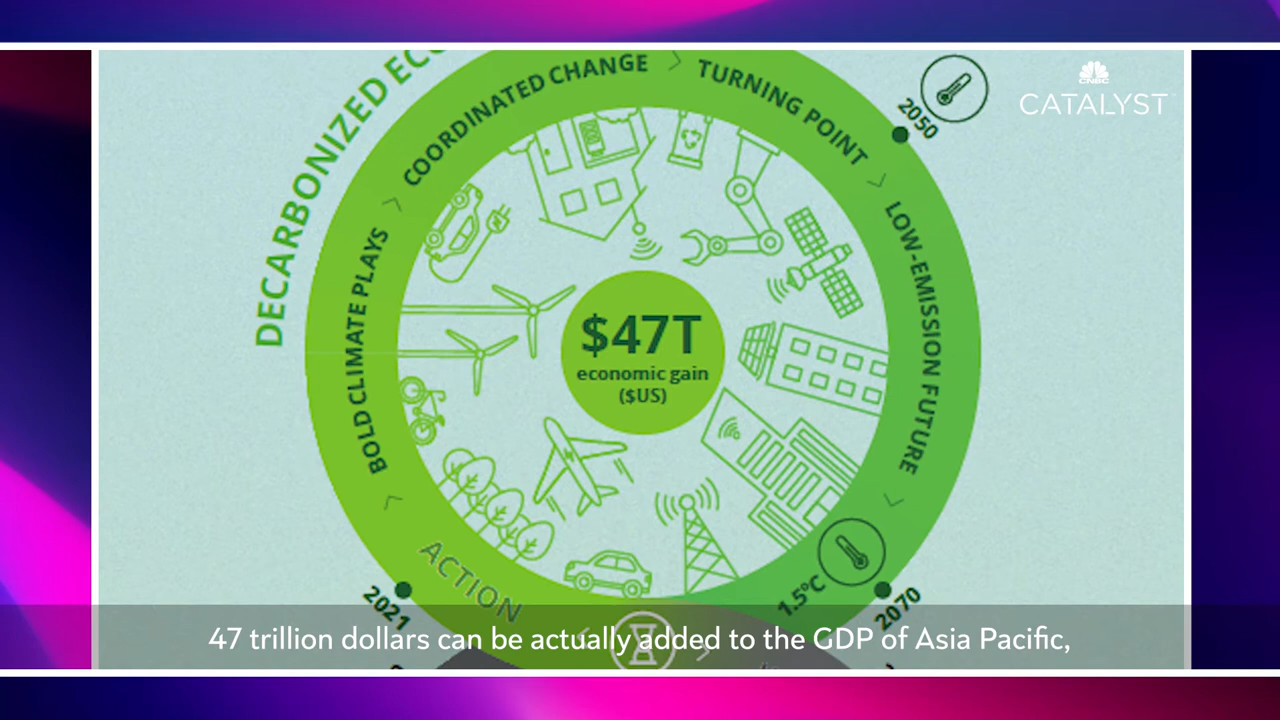 DECARBONIZED
COORDINATED CHANGE
TURNING POINT
2050
CNBC
CATALYST
BOLD CLIMATE PLAYS
LOW-EMISSION FUTURE
$47T
economic gain
($US)
ACTION
1.5°C
2021
2070
47 trillion dollars can be actually added to the GDP of Asia Pacific,